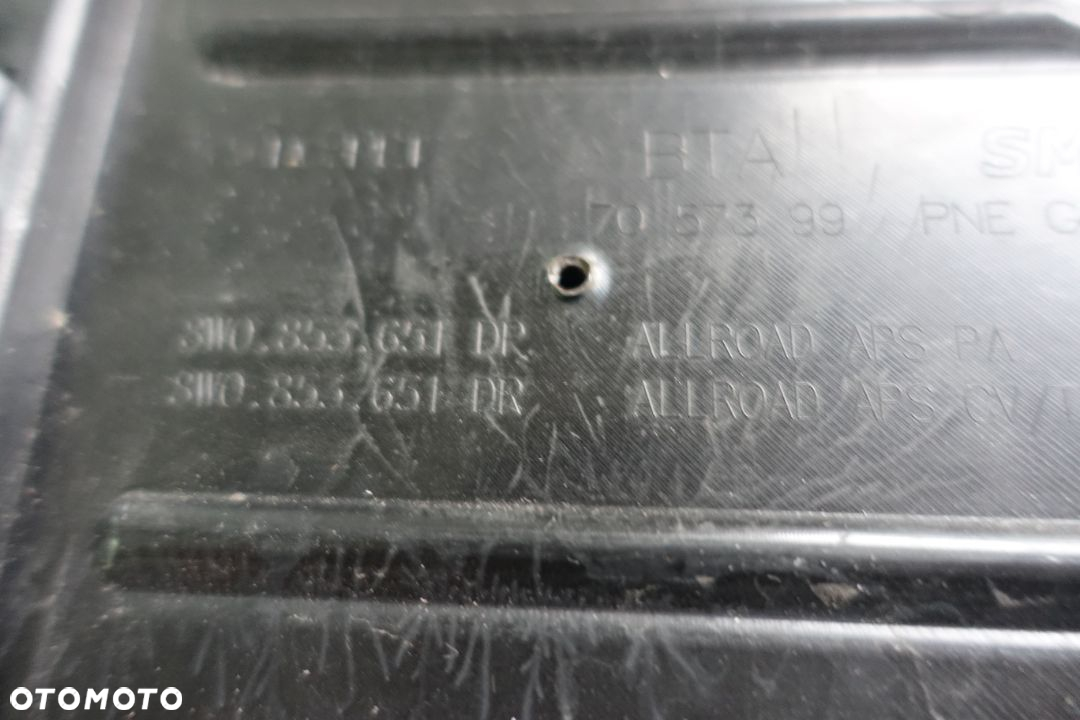 BTA
70 573 99 PNE
8W0.853.651 DR ALLROAD APS PA
8W0.853.651 DR ALLROAD APS CV/T
OTOMOTO